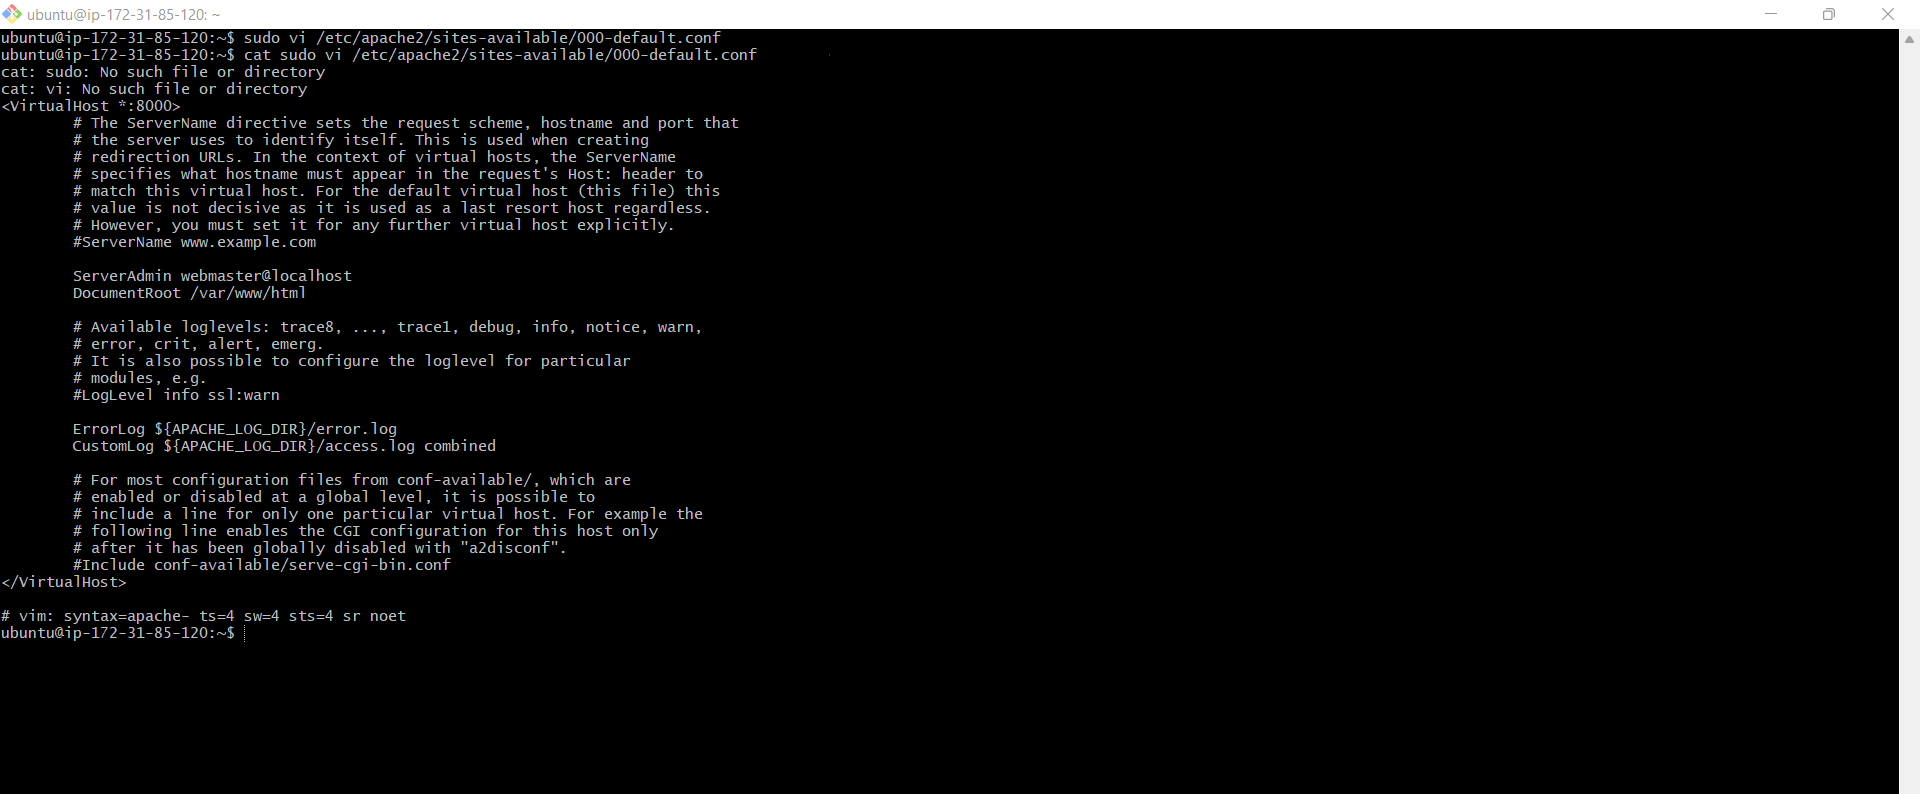 ubuntu@ip-172-31-85-120: ~
ubuntu@ip-172-31-85-120:~$ sudo vi /etc/apache2/sites-available/000-default.conf
ubuntu@ip-172-31-85-120:~$ cat sudo vi /etc/apache2/sites-available/000-default.conf
cat: sudo: No such file or directory
cat: vi: No such file or directory
<VirtualHost *:8000>
# The ServerName directive sets the request scheme, hostname and port that
# the server uses to identify itself. This is used when creating
# redirection URLs. In the context of virtual hosts, the ServerName
# specifies what hostname must appear in the request's Host: header to
# match this virtual host. For the default virtual host (this file) this
# value is not decisive as it is used as a last resort host regardless.
# However, you must set it for any further virtual host explicitly.
#ServerName www.example.com
ServerAdmin webmaster@localhost
DocumentRoot /var/www/html
# Available loglevels: trace8, ..., trace1, debug, info, notice, warn,
# error, crit, alert, emerg.
# It is also possible to configure the loglevel for particular
# modules, e.g.
#LogLevel info ssl:warn
ErrorLog ${APACHE_LOG_DIR}/error.log
CustomLog ${APACHE_LOG_DIR}/access.log combined
# For most configuration files from conf-available/, which are
# enabled or disabled at a global level, it is possible to
# include a line for only one particular virtual host. For example the
# following line enables the CGI configuration for this host only
# after it has been globally disabled with "a2disconf".
#Include conf-available/serve-cgi-bin.conf
</VirtualHost>
# vim: syntax=apache- ts=4 sw=4 sts=4 sr noet
ubuntu@ip-172-31-85-120:~$